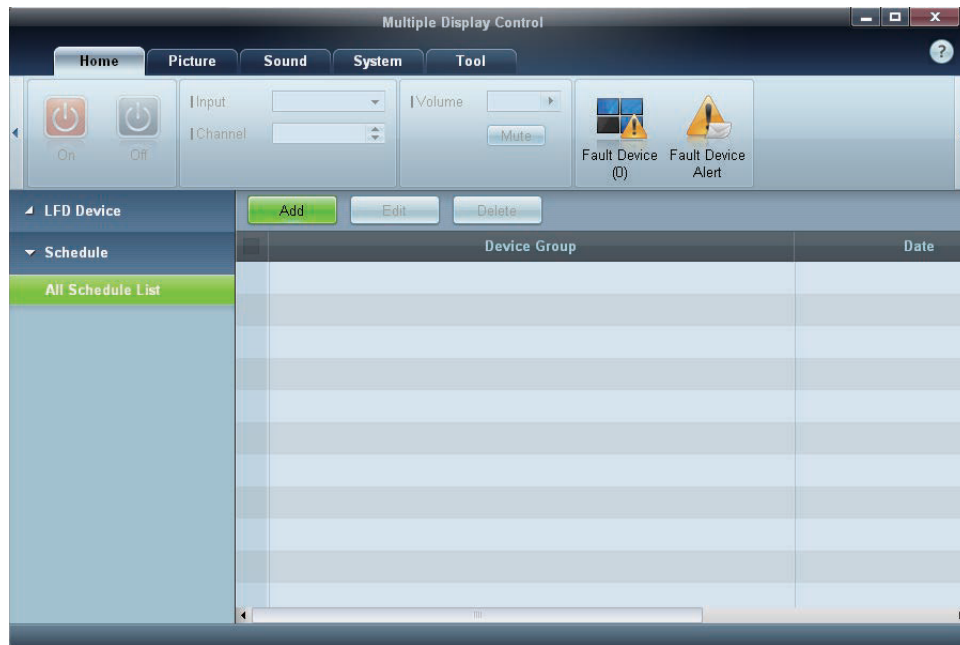 Multiple Display Control
Home Picture Sound System Tool
Input
Channel
On Off
Volume
Mute
Fault Device
(0)
Fault Device
Alert
LFD Device
Schedule
All Schedule List
Add Edit Delete
Device Group Date